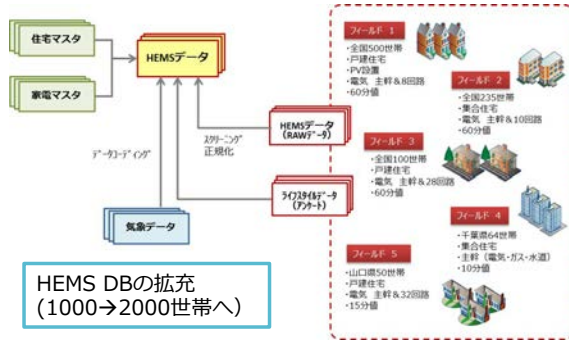 住宅マスタ
家電マスタ
HEMSデータ
データコーディング
スクリーニング
正規化
HEMSデータ
(RAWデータ)
ライフスタイルデータ
(アンケート)
気象データ
HEMS DBの拡充
(1000→2000世帯へ)
フィールド 1
・全国500世帯
・戸建住宅
・PV設置
・電気 主幹&8回路
・60分値
フィールド 2
・全国235世帯
・集合住宅
・電気 主幹&10回路
・60分値
フィールド 3
・全国100世帯
・戸建住宅
・電気 主幹&28回路
・60分値
フィールド 4
・千葉県64世帯
・集合住宅
・主幹(電気・ガス・水道)
・10分値
フィールド 5
・山口県50世帯
・戸建住宅
・電気 主幹&32回路
・15分値